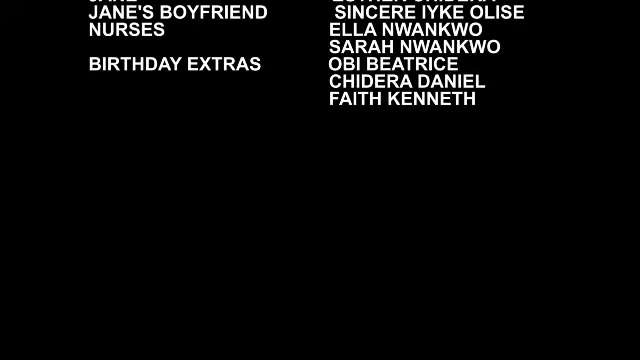 JANE'S BOYFRIEND SINCERE IYKE OLISE
NURSES ELLA NWANKWO
SARAH NWANKWO
BIRTHDAY EXTRAS OBI BEATRICE
CHIDERA DANIEL
FAITH KENNETH